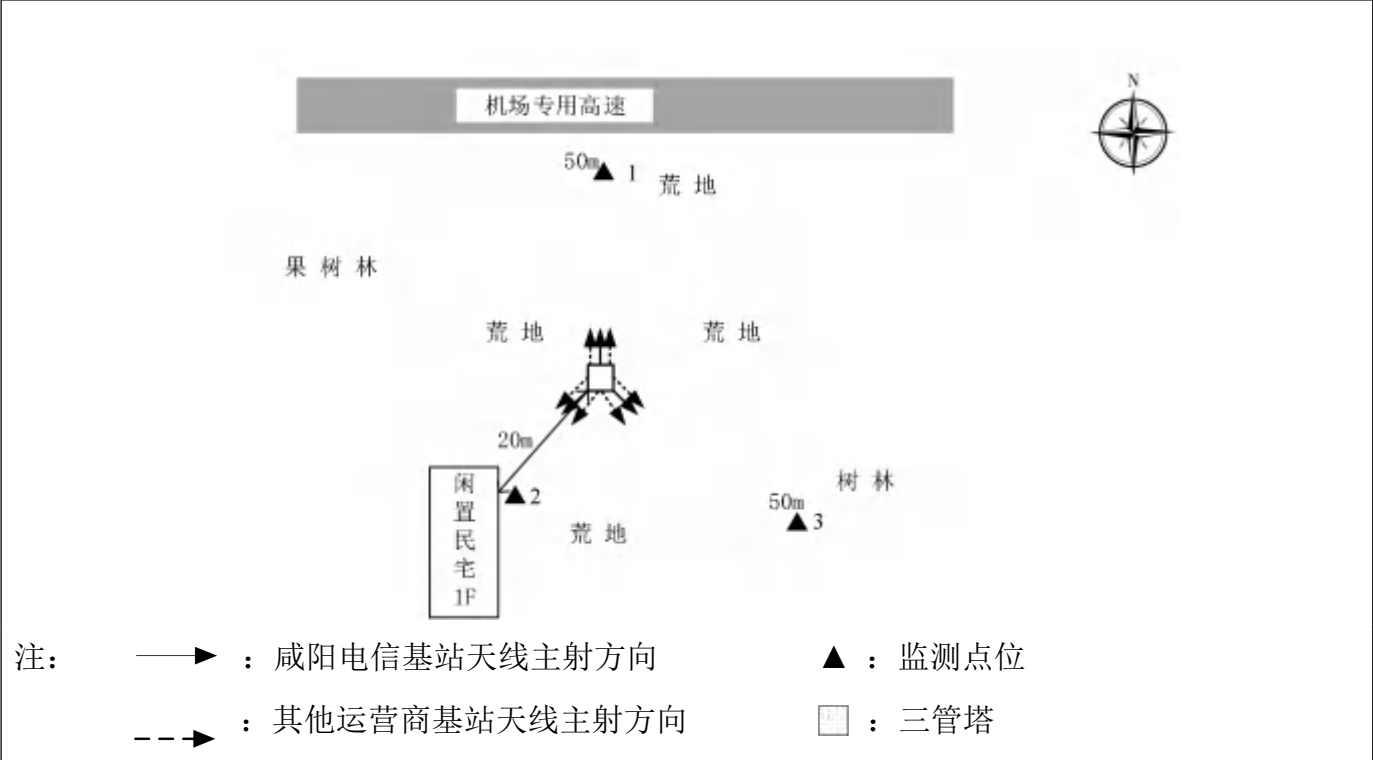 N
机场专用高速
50m
1
荒 地
果 树 林
荒 地
荒 地
20m
闲
置
民
宅
1F
2
荒 地
树 林
50m
3
注：
：咸阳电信基站天线主射方向
：监测点位
：其他运营商基站天线主射方向
：三管塔